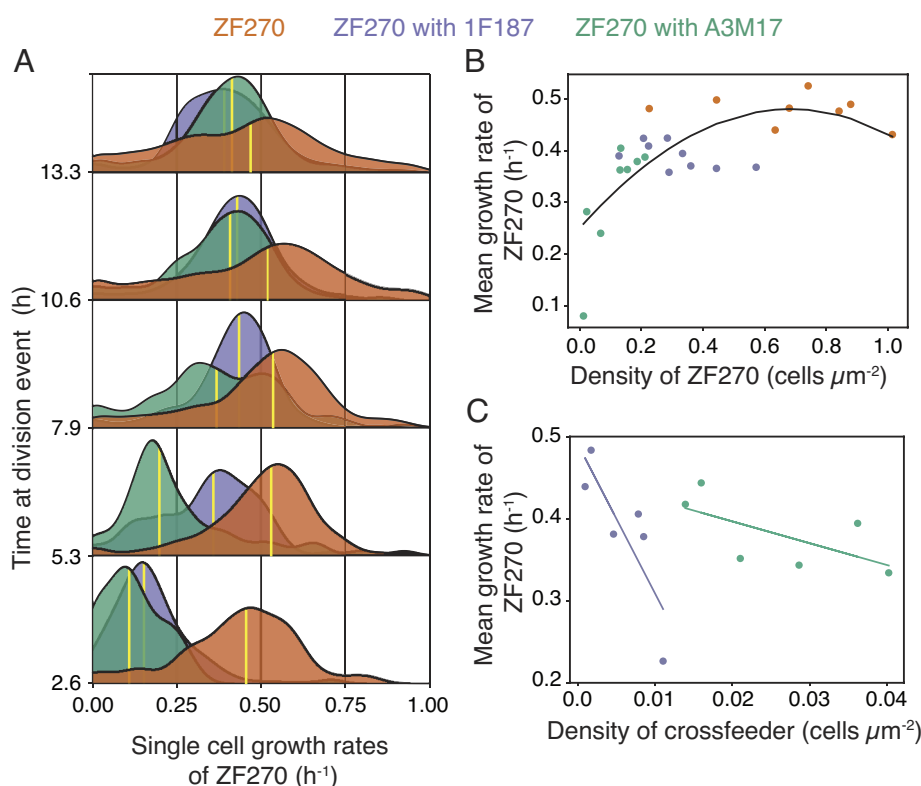 ZF270 ZF270 with 1F187 ZF270 with A3M17
A
Time at division event (h)
13.3
10.6
7.9
5.3
2.6
0.00 0.25 0.50 0.75 1.00
Single cell growth rates
of ZF270 (h⁻¹)
B
Mean growth rate of
ZF270 (h⁻¹)
0.5
0.4
0.3
0.2
0.1
0.0 0.2 0.4 0.6 0.8 1.0
Density of ZF270 (cells µm⁻²)
C
Mean growth rate of
ZF270 (h⁻¹)
0.5
0.4
0.3
0.2
0 0.01 0.02 0.03 0.04
Density of crossfeeder (cells µm⁻²)